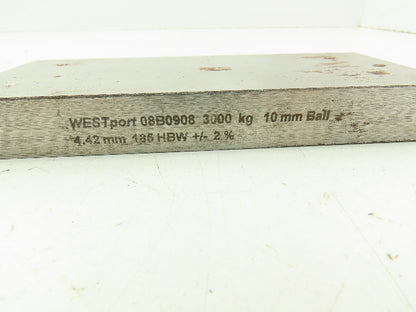 WESTport 08B0908 3000 kg 10 mm Ball
4.42 mm 185 HBW +/- 2 %